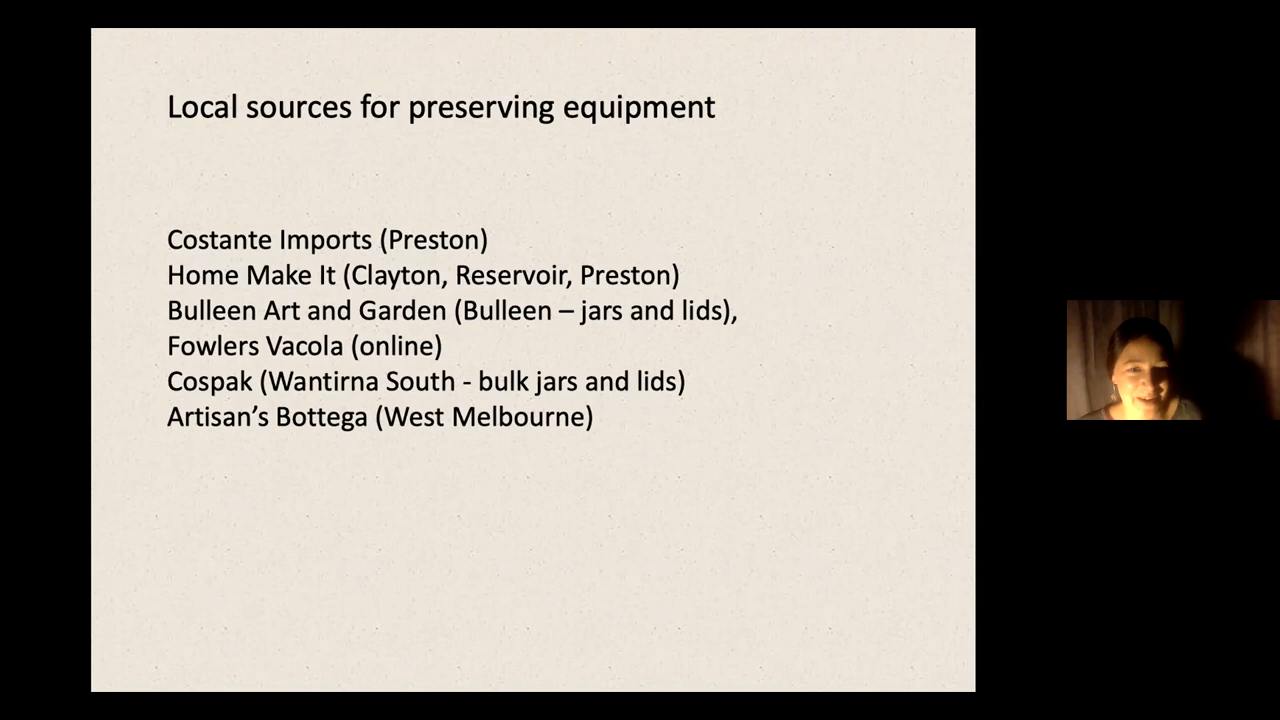 Local sources for preserving equipment
Costante Imports (Preston)
Home Make It (Clayton, Reservoir, Preston)
Bulleen Art and Garden (Bulleen – jars and lids),
Fowlers Vacola (online)
Cospak (Wantirna South - bulk jars and lids)
Artisan’s Bottega (West Melbourne)